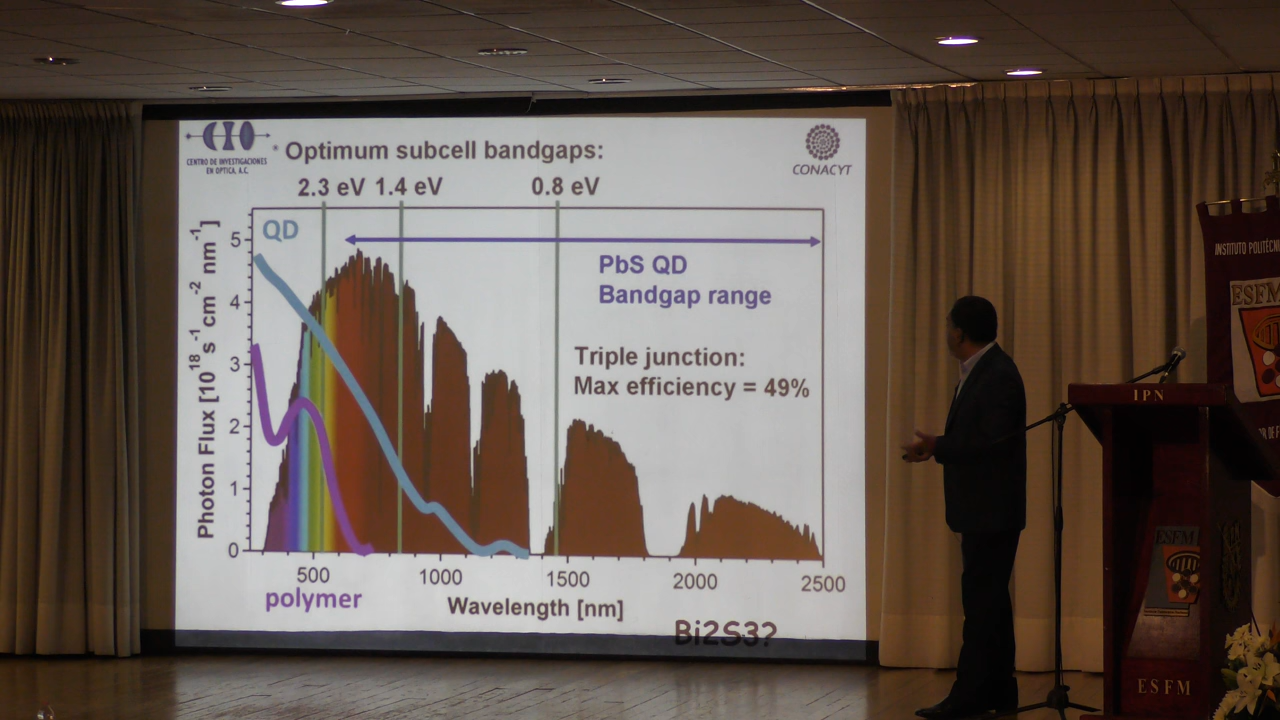 CIO
CENTRO DE INVESTIGACIONES
EN OPTICA, A.C.
Optimum subcell bandgaps:
CONACYT
2.3 eV 1.4 eV 0.8 eV
QD
PbS QD
Bandgap range
Triple junction:
Max efficiency = 49%
Photon Flux [10^18 s^-1 cm^-2 nm^-1]
5
4
3
2
1
0
500 1000 1500 2000 2500
polymer
Wavelength [nm]
Bi2S3?
INSTITUTO
ESFM
IPN
ESFM
ESFM